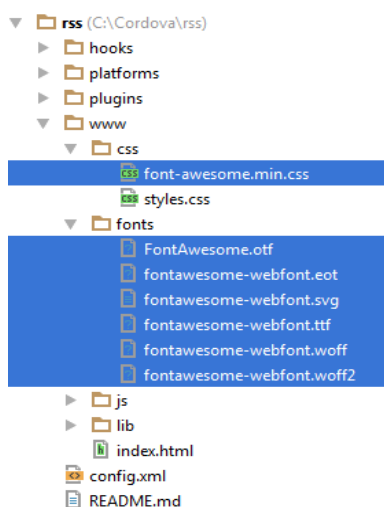 rss (C:\Cordova\rss)
hooks
platforms
plugins
www
css
font-awesome.min.css
styles.css
fonts
FontAwesome.otf
fontawesome-webfont.eot
fontawesome-webfont.svg
fontawesome-webfont.ttf
fontawesome-webfont.woff
fontawesome-webfont.woff2
js
lib
index.html
config.xml
README.md